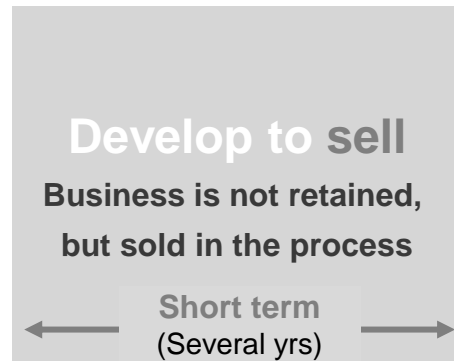 Develop to sell
Business is not retained,
but sold in the process
Short term
(Several yrs)